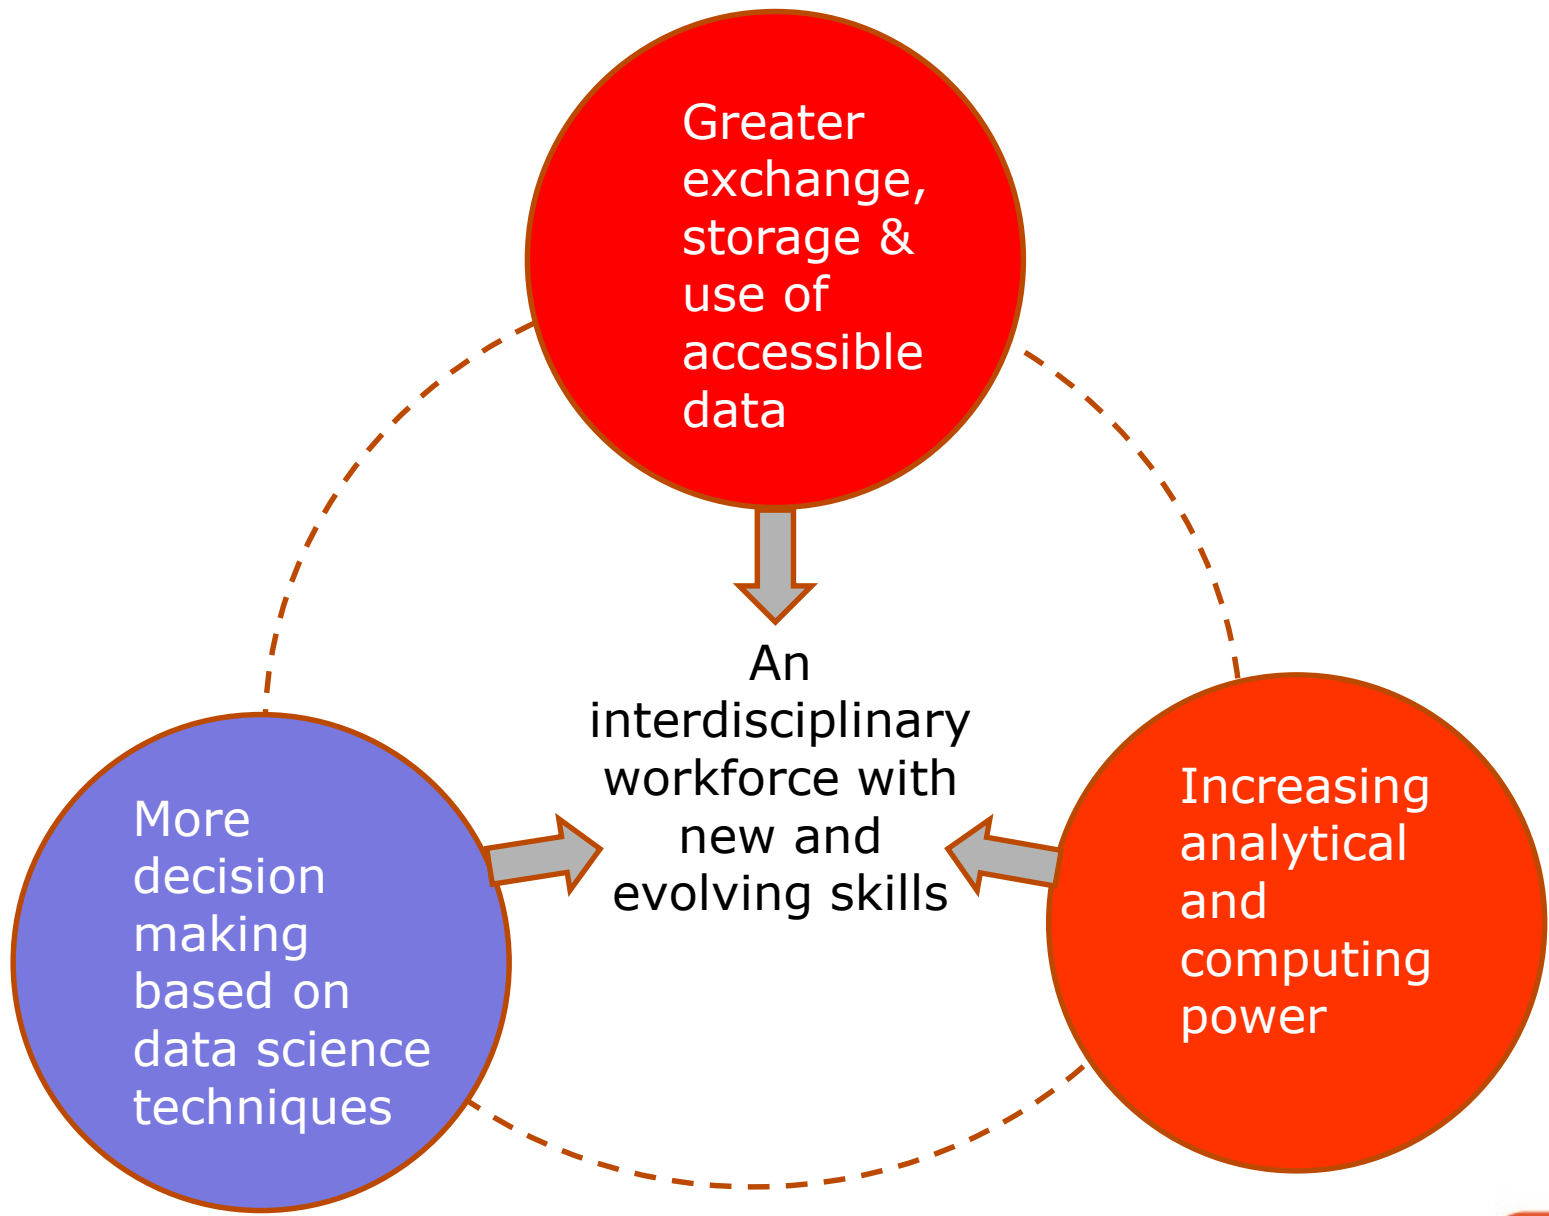 Greater
exchange,
storage &
use of
accessible
data
An
interdisciplinary
workforce with
new and
evolving skills
More
decision
making
based on
data science
techniques
Increasing
analytical
and
computing
power